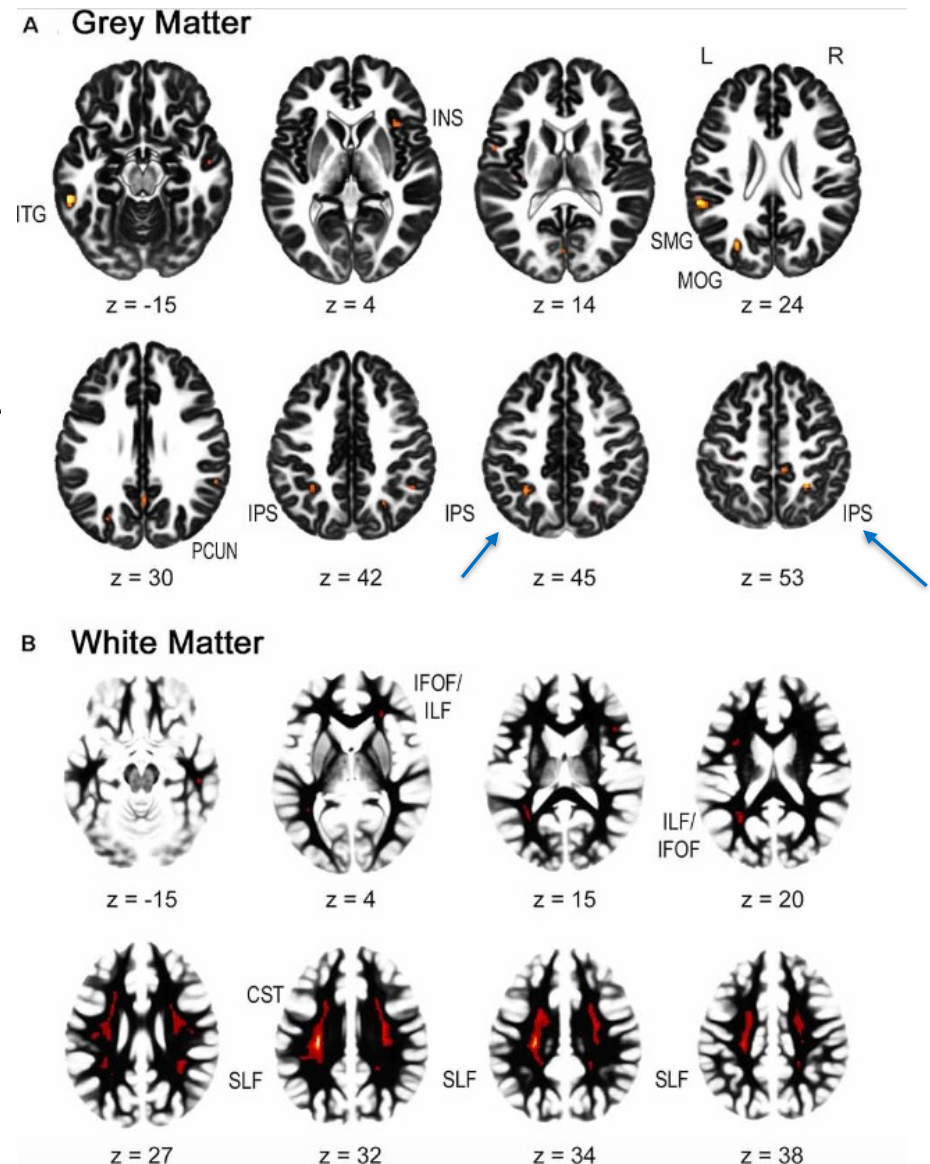 A Grey Matter
L R
INS
ITG
SMG
MOG
z = -15 z = 4 z = 14 z = 24
IPS IPS IPS
PCUN
z = 30 z = 42 z = 45 z = 53
B White Matter
IFOF/
ILF
ILF/
IFOF
z = -15 z = 4 z = 15 z = 20
CST
SLF SLF SLF
z = 27 z = 32 z = 34 z = 38